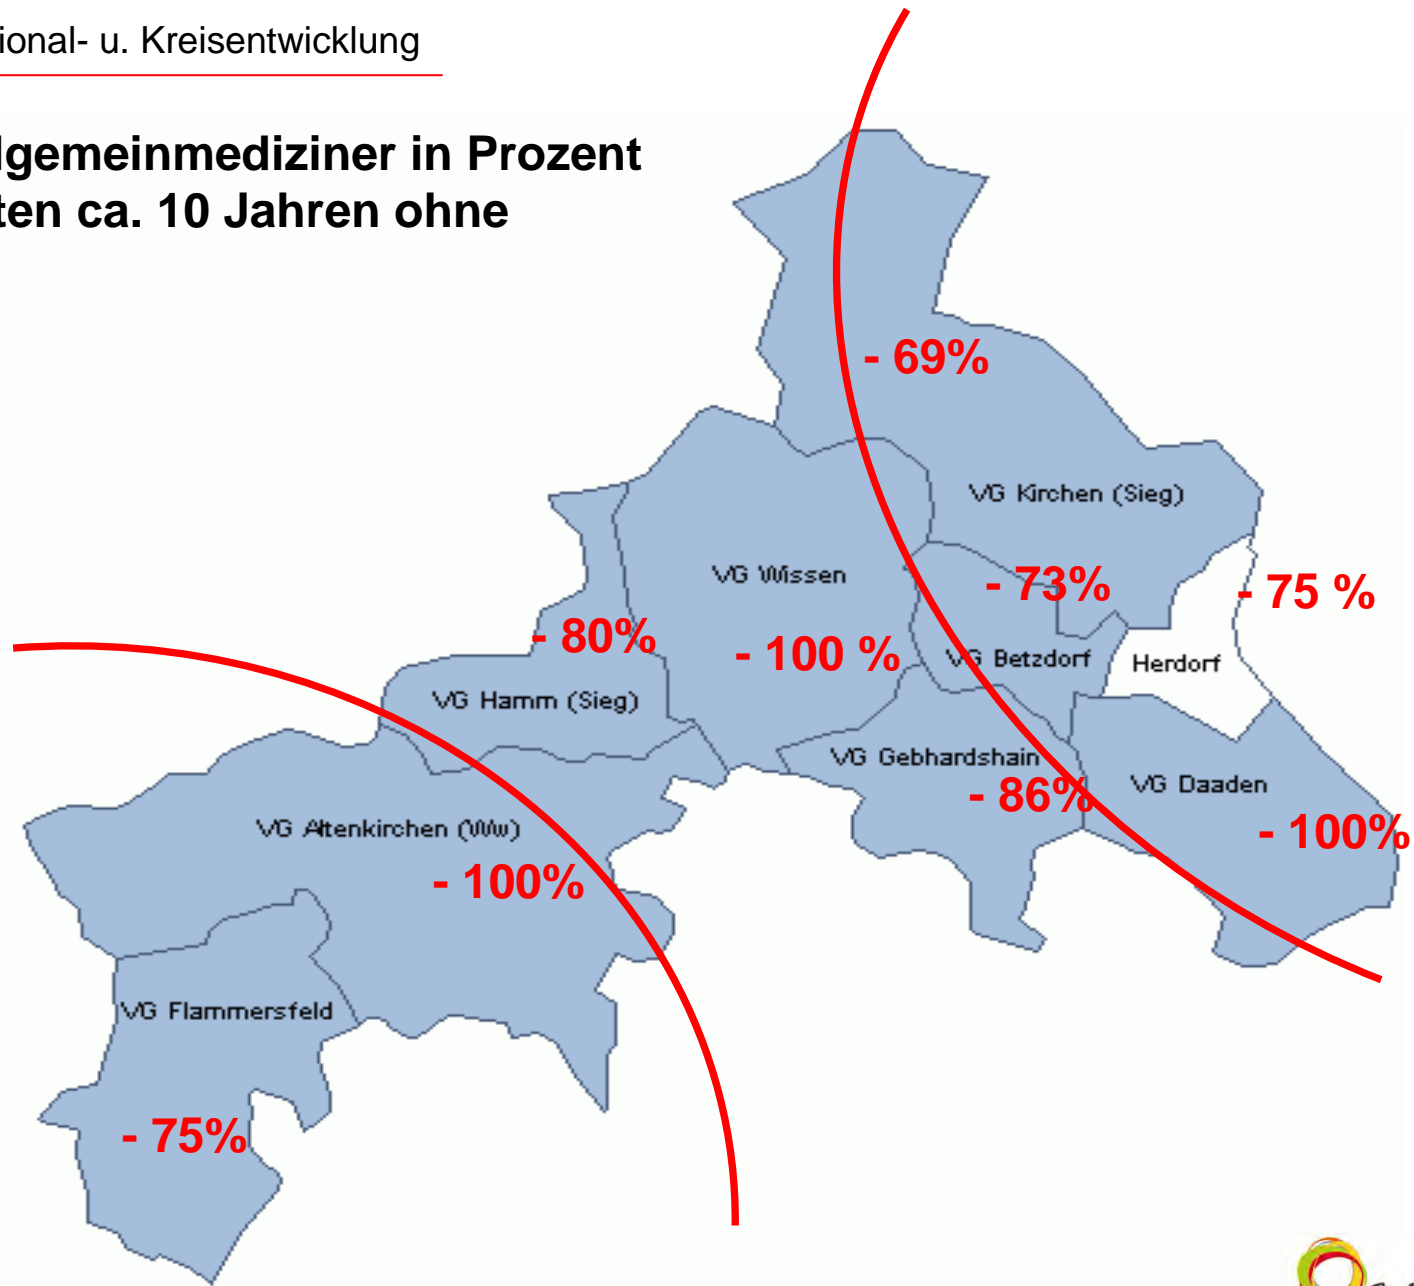 ional- u. Kreisentwicklung
lgemeinmediziner in Prozent
ten ca. 10 Jahren ohne
- 69%
VG Kirchen (Sieg)
VG Wissen
- 73%
- 75 %
- 80%
- 100 %
VG Betzdorf
Herdorf
VG Hamm (Sieg)
VG Gebhardshain
- 86%
VG Daaden
- 100%
VG Altenkirchen (Ww)
- 100%
VG Flammersfeld
- 75%